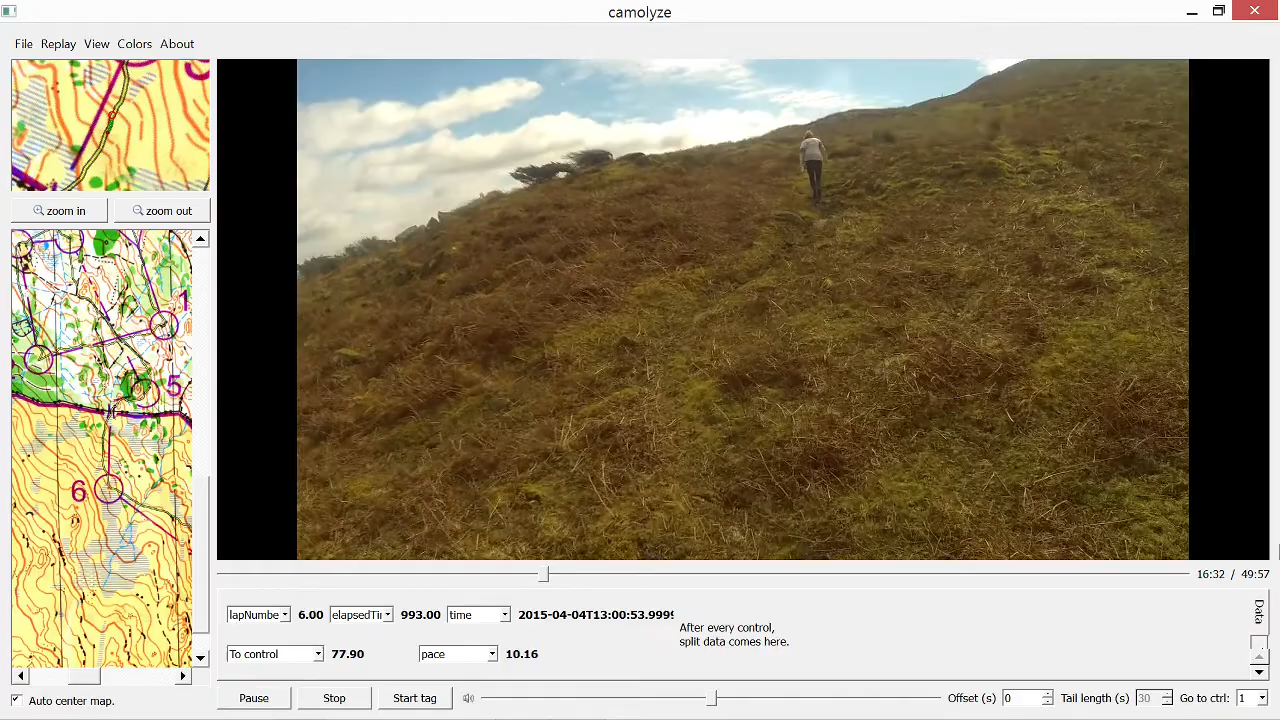 camolyze
File Replay View Colors About
zoom in zoom out
1
5
6
16:32 / 49:57
lapNumbe 6.00 elapsedTi 993.00 time 2015-04-04T13:00:53.999
After every control,
split data comes here.
Data
To control 77.90 pace 10.16
Auto center map.
Pause Stop Start tag Offset (s) 0 Tail length (s) 30 Go to ctrl: 1